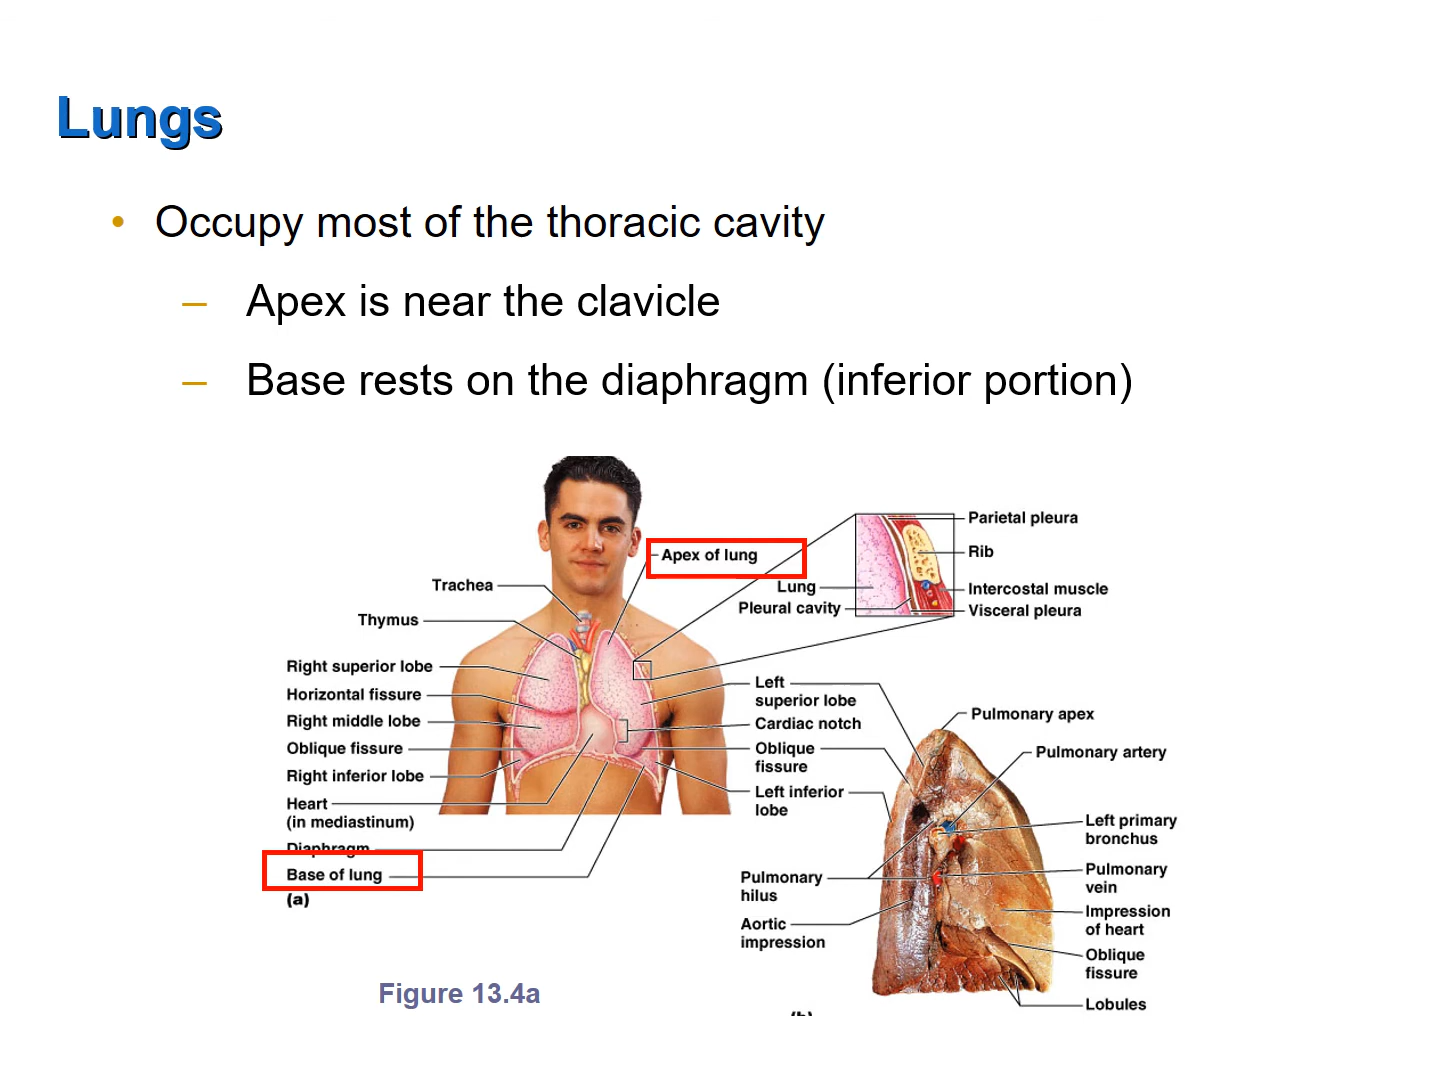 Lungs
• Occupy most of the thoracic cavity
– Apex is near the clavicle
– Base rests on the diaphragm (inferior portion)
Apex of lung
Trachea
Thymus
Right superior lobe
Horizontal fissure
Right middle lobe
Oblique fissure
Right inferior lobe
Heart
(in mediastinum)
Diaphragm
Base of lung
(a)
Parietal pleura
Rib
Lung
Intercostal muscle
Pleural cavity
Visceral pleura
Left
superior lobe
Cardiac notch
Oblique
fissure
Left inferior
lobe
Pulmonary apex
Pulmonary artery
Left primary
bronchus
Pulmonary
vein
Pulmonary
hilus
Aortic
impression
Impression
of heart
Oblique
fissure
Lobules
Figure 13.4a